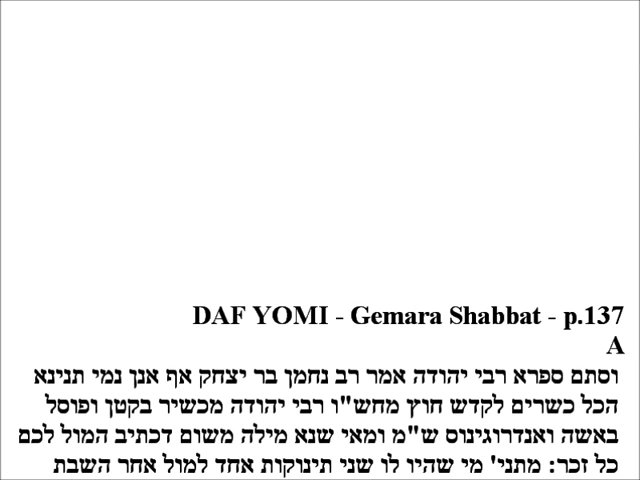 DAF YOMI - Gemara Shabbat - p.137
A
וסתם ספרא רבי יהודה אמר רב נחמן בר יצחק אף אנן נמי תנינא
הכל כשרים לקדש חוץ מחש"ו רבי יהודה מכשיר בקטן ופוסל
באשה ואנדרוגינוס ש"מ ומאי שנא מילה משום דכתיב המול לכם
כל זכר: מתני' מי שהיו לו שני תינוקות אחד למול אחר השבת